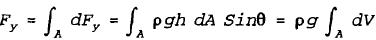 F_y = ∫_A dF_y = ∫_A ρgh dA Sinθ = ρg ∫_A dV